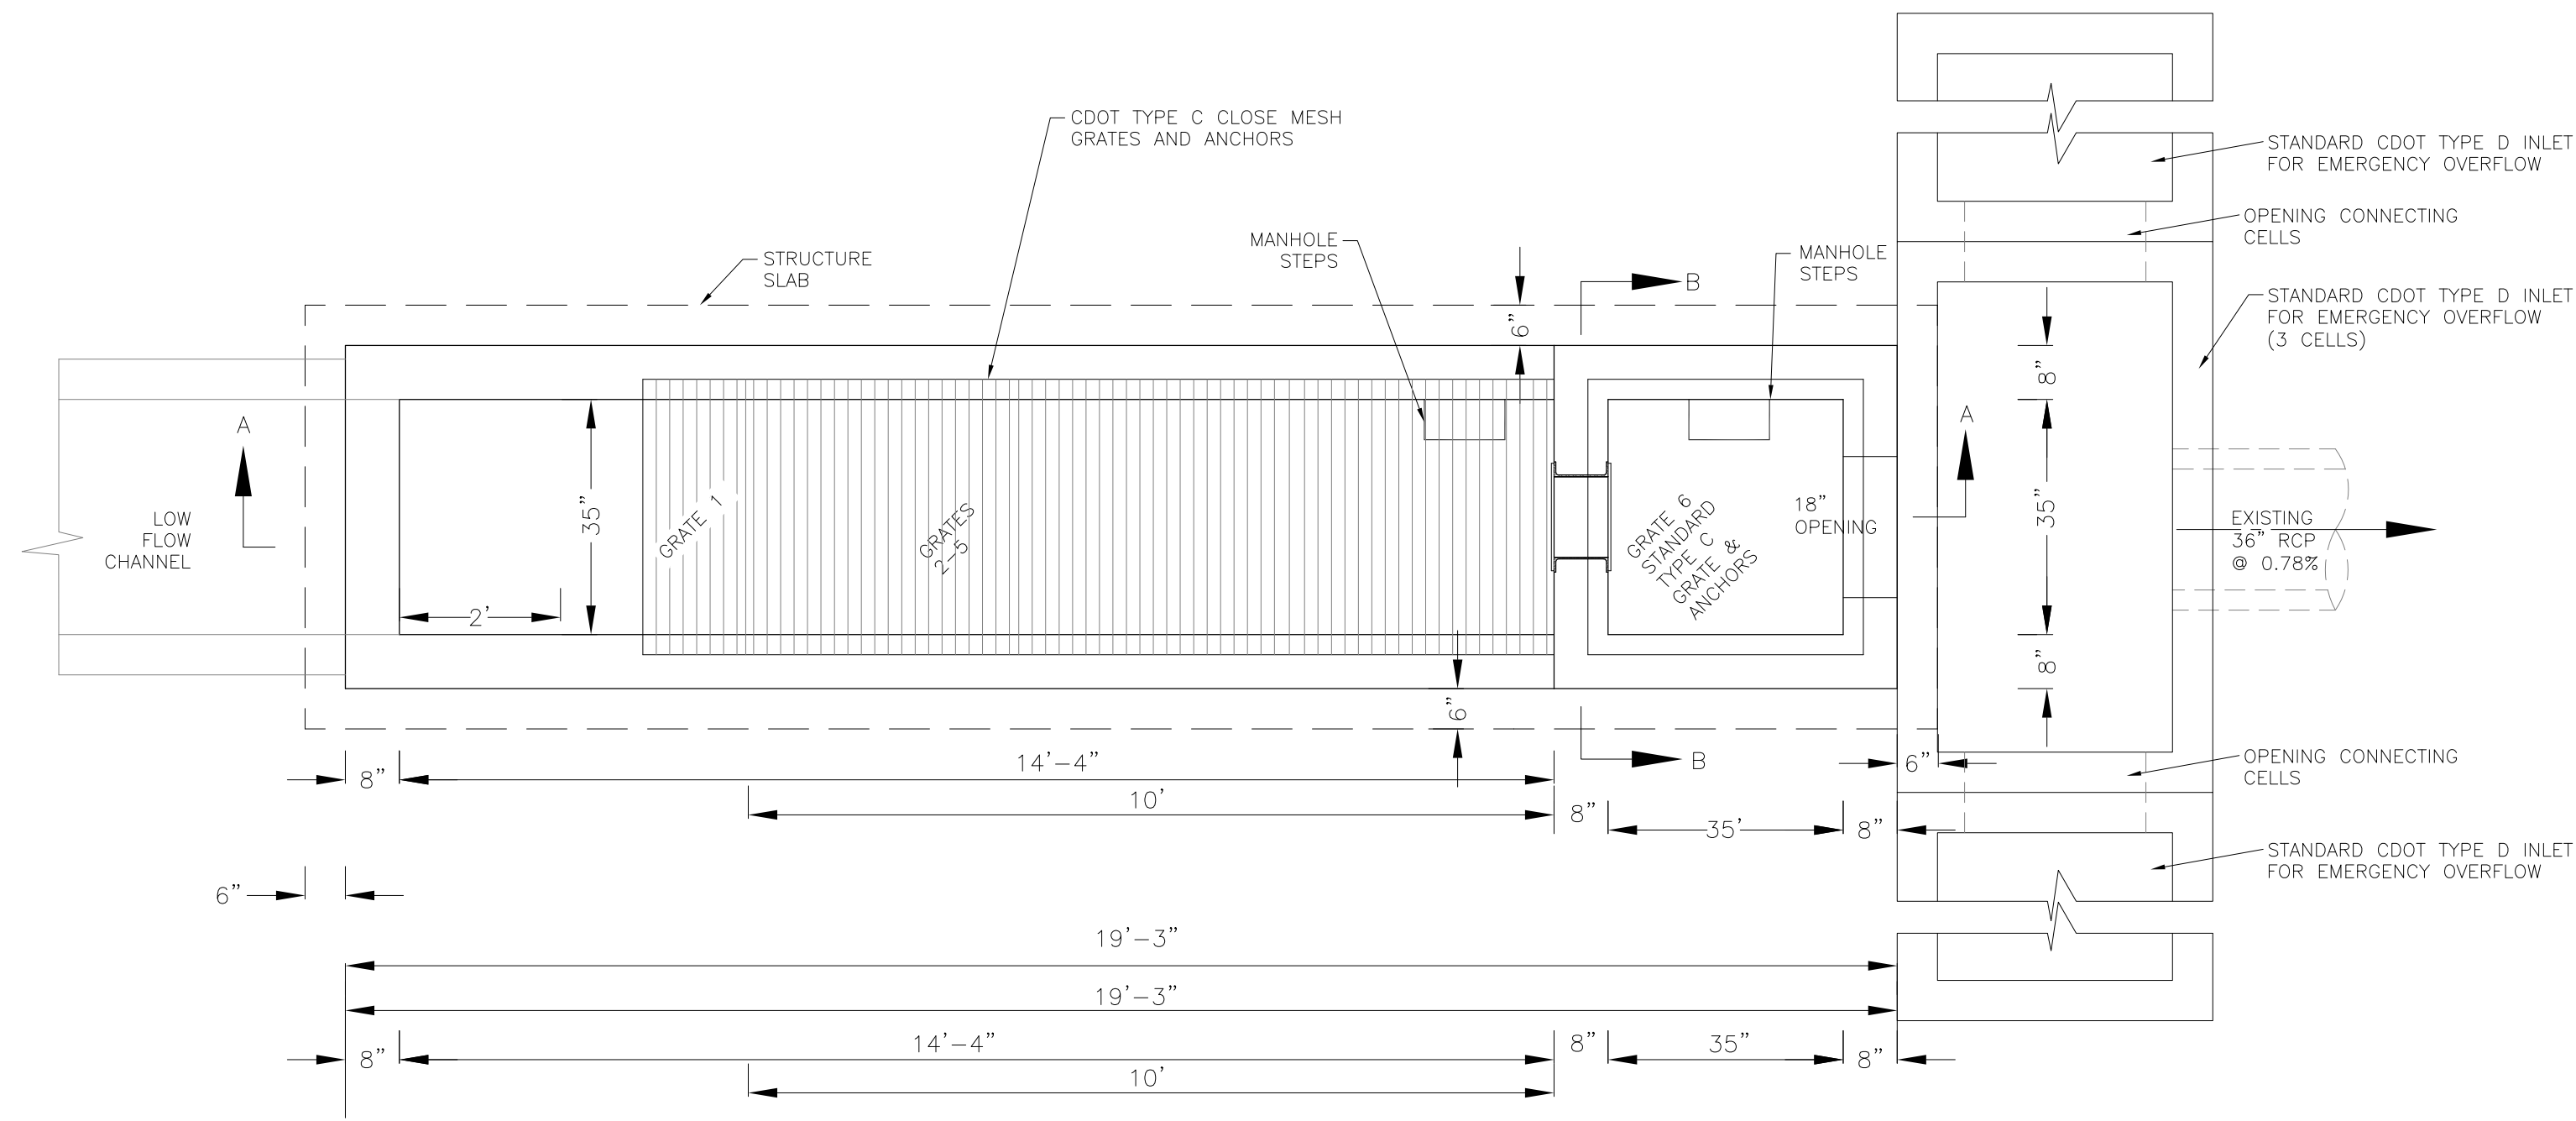 CDOT TYPE C CLOSE MESH
GRATES AND ANCHORS
STANDARD CDOT TYPE D INLET
FOR EMERGENCY OVERFLOW
OPENING CONNECTING
CELLS
MANHOLE
STEPS
MANHOLE
STEPS
STRUCTURE
SLAB
B
STANDARD CDOT TYPE D INLET
FOR EMERGENCY OVERFLOW
(3 CELLS)
6"
8"
A
A
35"
GRATE 1
GRATES
2-5
GRATE 6
STANDARD
TYPE C
GRATE &
ANCHORS
18"
OPENING
35"
LOW
FLOW
CHANNEL
EXISTING
36" RCP
@ 0.78%
2'
8"
6"
B
14'-4"
6"
OPENING CONNECTING
CELLS
8"
10'
8"
35'
8"
STANDARD CDOT TYPE D INLET
FOR EMERGENCY OVERFLOW
6"
19'-3"
19'-3"
8"
14'-4"
8"
35"
8"
10'